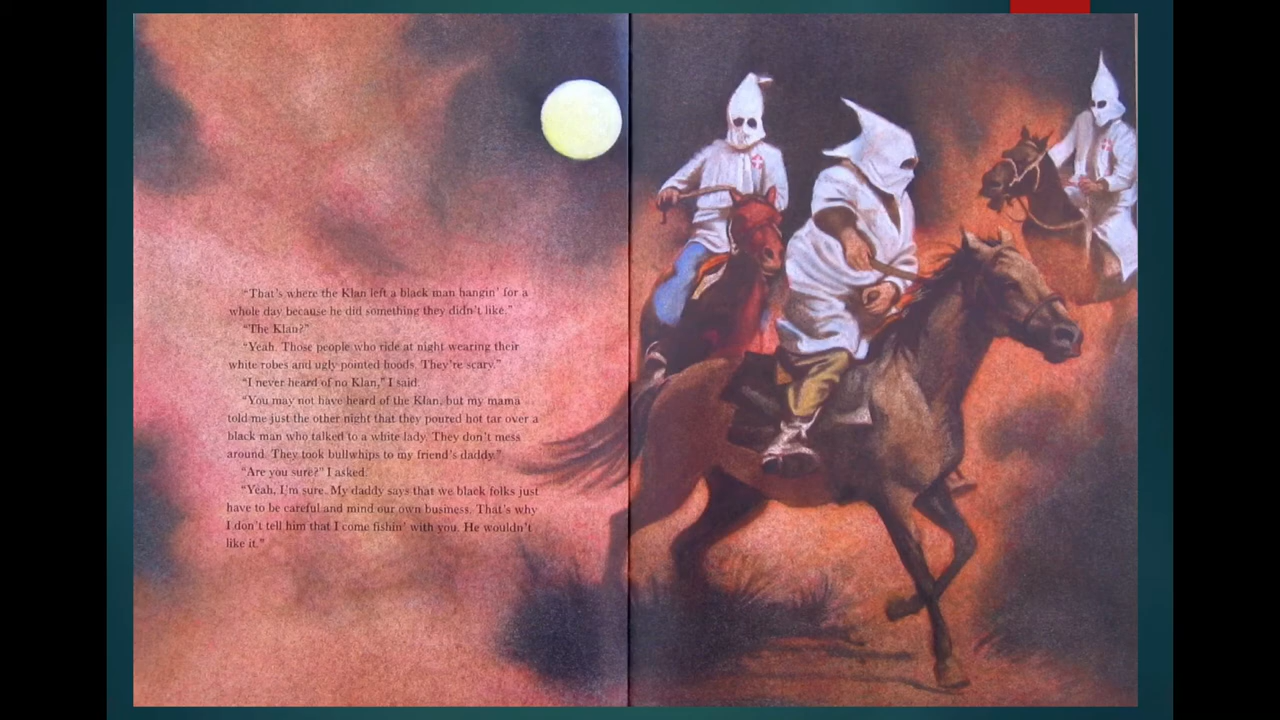 "That's where the Klan left a black man hangin' for a
whole day because he did something they didn't like."
"The Klan?"
"Yeah. Those people who ride at night wearing their
white robes and ugly pointed hoods. They're scary."
"I never heard of no Klan," I said.
"You may not have heard of the Klan, but my mama
told me just the other night that they poured hot tar over a
black man who talked to a white lady. They don't mess
around. They took bullwhips to my friend's daddy."
"Are you sure?" I asked.
"Yeah, I'm sure. My daddy says that we black folks just
have to be careful and mind our own business. That's why
I don't tell him that I come fishin' with you. He wouldn't
like it."